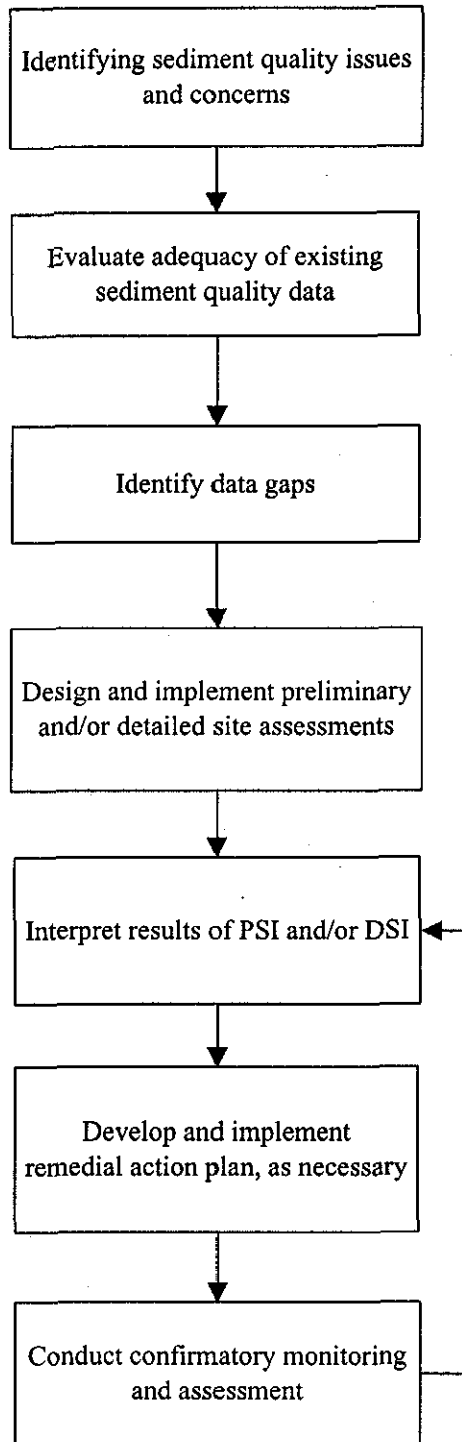 Identifying sediment quality issues
and concerns
Evaluate adequacy of existing
sediment quality data
Identify data gaps
Design and implement preliminary
and/or detailed site assessments
Interpret results of PSI and/or DSI
Develop and implement
remedial action plan, as necessary
Conduct confirmatory monitoring
and assessment